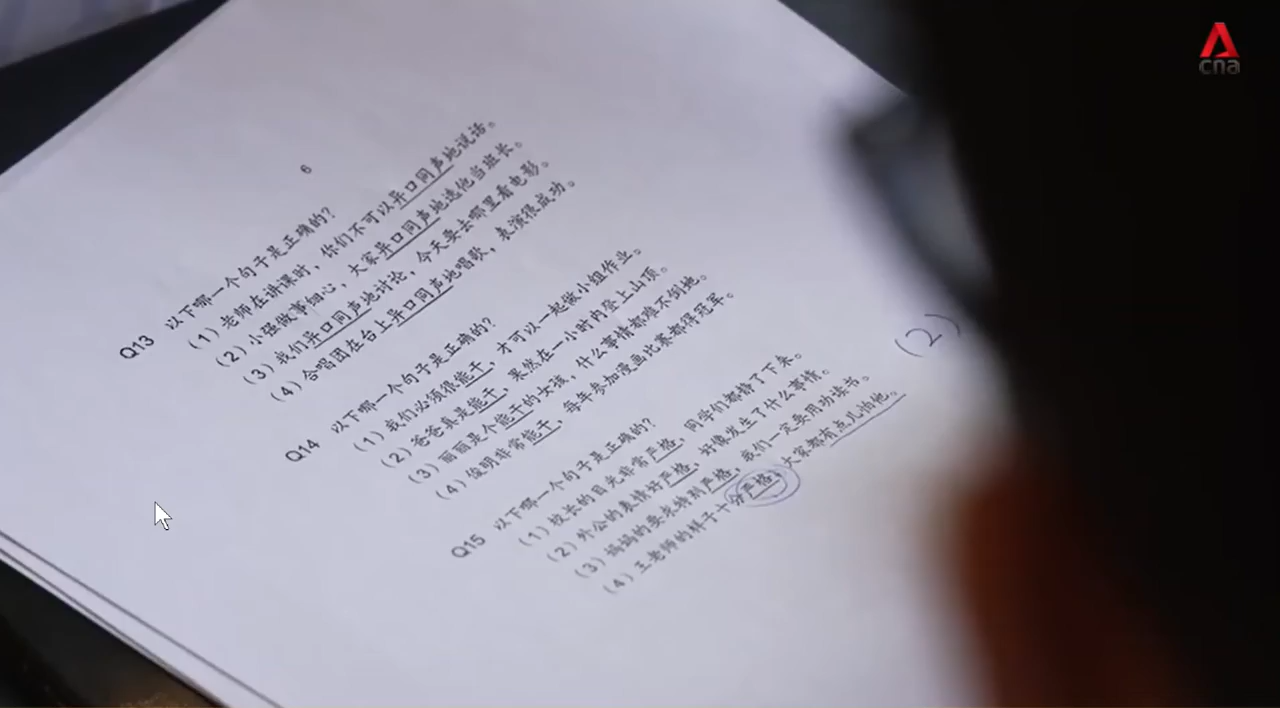 cna
6
Q13 以下哪一个句子是正确的？
(1) 老师在讲课时，你们不可以异口同声地说话。
(2) 小强做事细心，大家异口同声地选他当班长。
(3) 我们异口同声地讨论，今天要去哪里看电影。
(4) 合唱团在台上异口同声地唱歌，表演很成功。
Q14 以下哪一个句子是正确的？
(1) 我们必须很能干，才可以一起做小组作业。
(2) 爸爸真是能干，果然在一小时内登上山顶。
(3) 丽丽是个能干的女孩，什么事情都难不倒她。
(4) 俊明非常能干，每年参加漫画比赛都得冠军。
Q15 以下哪一个句子是正确的？
(1) 校长的目光非常严格，同学们都静了下来。
(2) 外公的表情好严格，好像发生了什么事情。
(3) 妈妈的要求特别严格，我们一定要用功读书。
(4) 王老师的样子十分严格，大家都有点儿怕他。
(2)